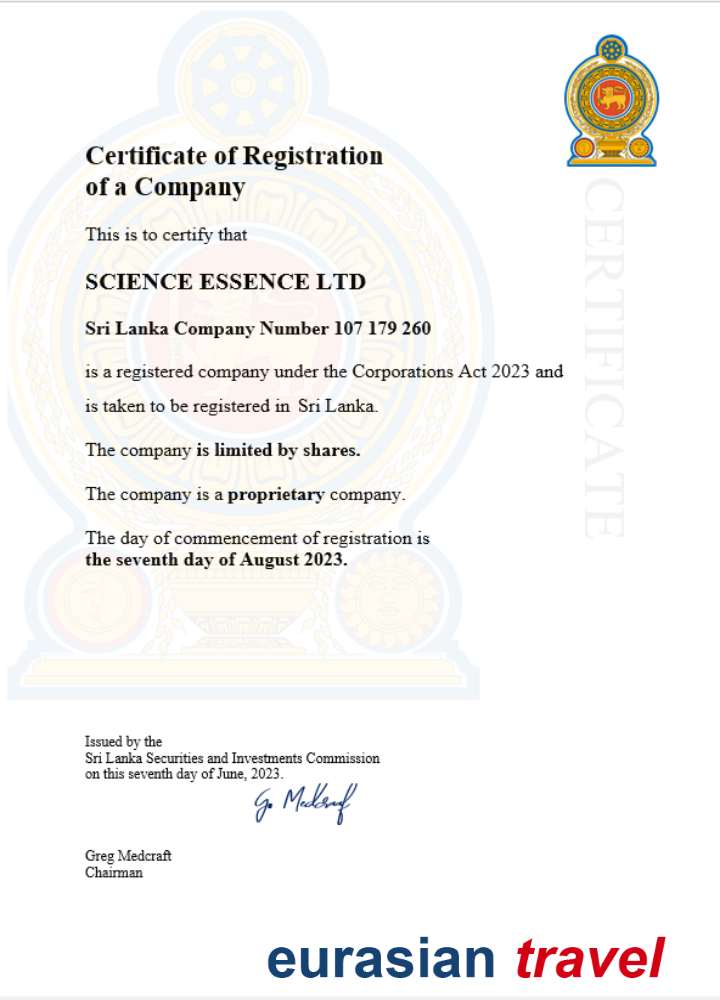 Certificate of Registration
of a Company
This is to certify that
SCIENCE ESSENCE LTD
Sri Lanka Company Number 107 179 260
is a registered company under the Corporations Act 2023 and
is taken to be registered in Sri Lanka.
The company is limited by shares.
The company is a proprietary company.
The day of commencement of registration is
the seventh day of August 2023.
CERTIFICATE
Issued by the
Sri Lanka Securities and Investments Commission
on this seventh day of June, 2023.
G. Medcraft
Greg Medcraft
Chairman
eurasian travel